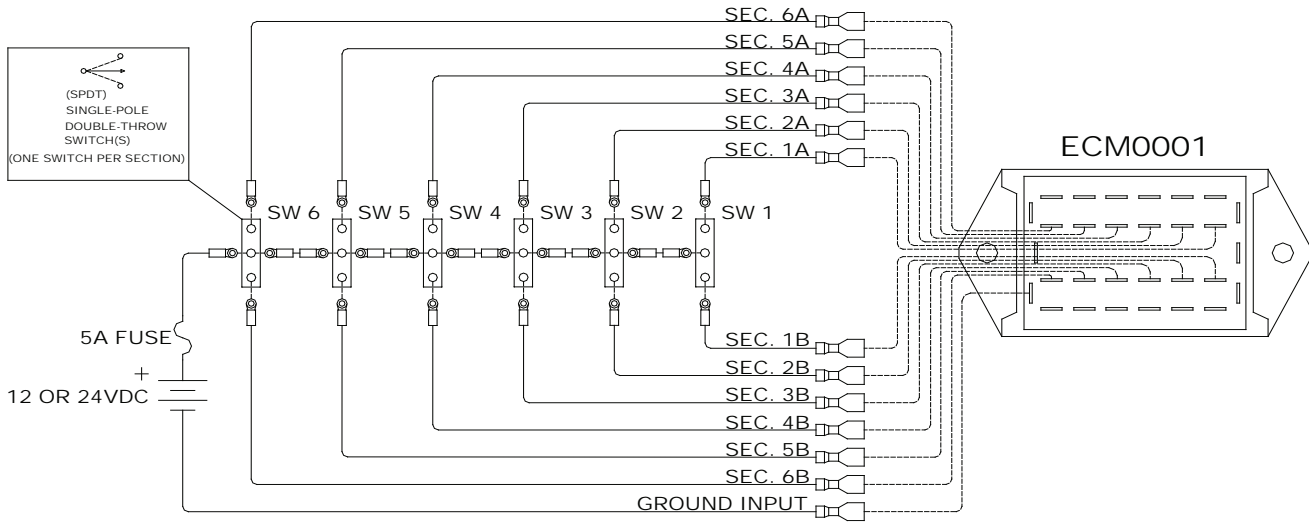 SEC. 6A
SEC. 5A
SEC. 4A
SEC. 3A
SEC. 2A
SEC. 1A
(SPDT)
SINGLE-POLE
DOUBLE-THROW
SWITCH(S)
(ONE SWITCH PER SECTION)
ECM0001
SW 6
SW 5
SW 4
SW 3
SW 2
SW 1
5A FUSE
+
12 OR 24VDC
SEC. 1B
SEC. 2B
SEC. 3B
SEC. 4B
SEC. 5B
SEC. 6B
GROUND INPUT